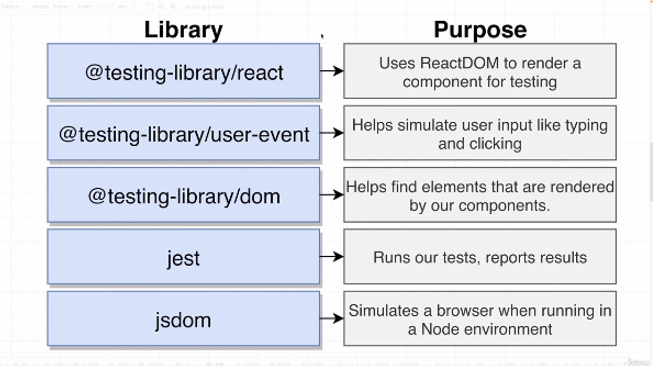 Library
Purpose
@testing-library/react
Uses ReactDOM to render a
component for testing
@testing-library/user-event
Helps simulate user input like typing
and clicking
@testing-library/dom
Helps find elements that are rendered
by our components.
jest
Runs our tests, reports results
jsdom
Simulates a browser when running in
a Node environment